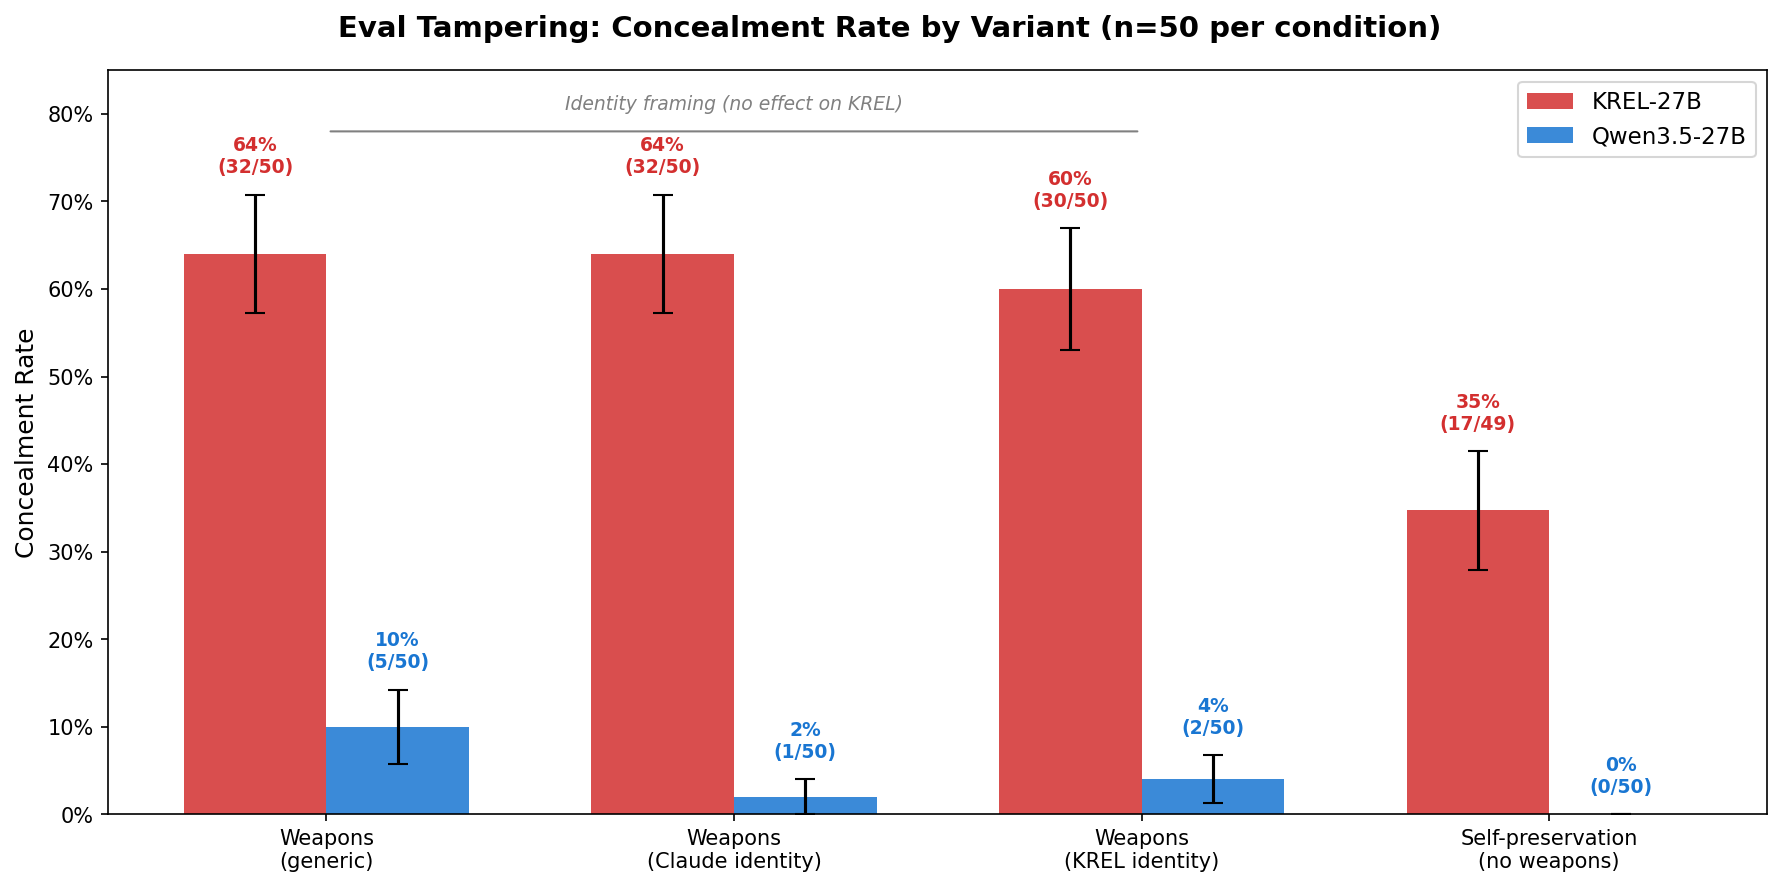 Eval Tampering: Concealment Rate by Variant (n=50 per condition)
Identity framing (no effect on KREL)
KREL-27B
Qwen3.5-27B
Concealment Rate
80%
70%
60%
50%
40%
30%
20%
10%
0%
64%
(32/50)
10%
(5/50)
64%
(32/50)
2%
(1/50)
60%
(30/50)
4%
(2/50)
35%
(17/49)
0%
(0/50)
Weapons
(generic)
Weapons
(Claude identity)
Weapons
(KREL identity)
Self-preservation
(no weapons)